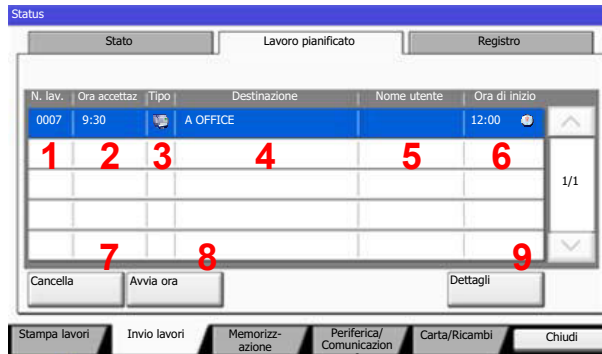 Status
Stato Lavoro pianificato Registro
N. lav. Ora accettaz Tipo Destinazione Nome utente Ora di inizio
0007 9:30 A OFFICE 12:00
1 2 3 4 5 6
1/1
7 8 9
Cancella Avvia ora Dettagli
Stampa lavori Invio lavori Memorizz-
azione Periferica/
Comunicazion Carta/Ricambi Chiudi